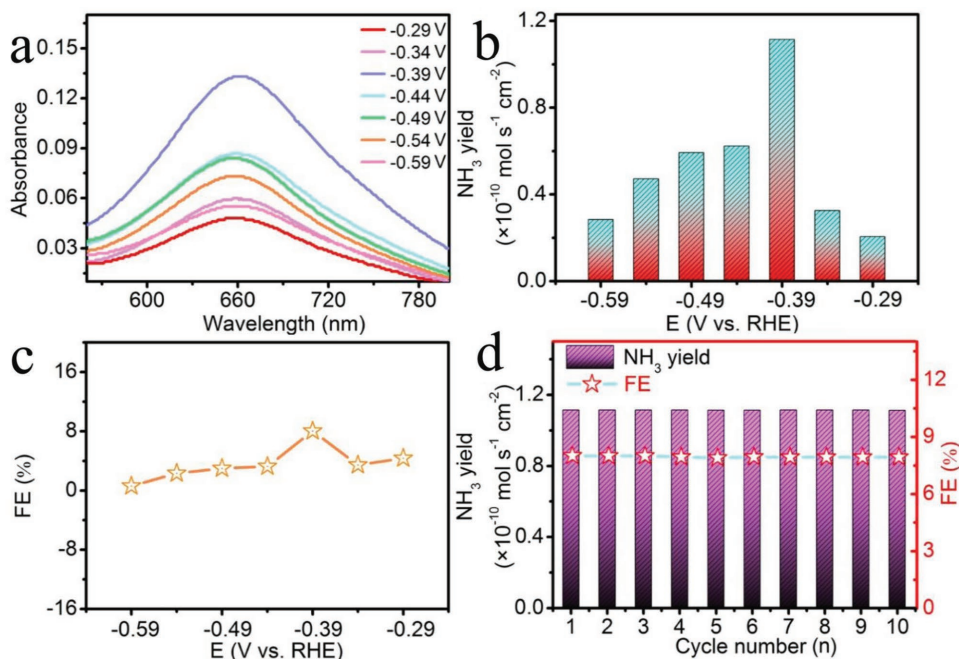 a
0.15
0.12
0.09
0.06
0.03
Absorbance
600
660
720
780
Wavelength (nm)
-0.29 V
-0.34 V
-0.39 V
-0.44 V
-0.49 V
-0.54 V
-0.59 V
b
1.2
0.8
0.4
0.0
NH₃ yield
(×10⁻¹⁰ mol s⁻¹ cm⁻²)
-0.59
-0.49
-0.39
-0.29
E (V vs. RHE)
c
16
8
0
-8
-16
FE (%)
-0.59
-0.49
-0.39
-0.29
E (V vs. RHE)
d
NH₃ yield
FE
1.2
0.8
0.4
0.0
NH₃ yield
(×10⁻¹⁰ mol s⁻¹ cm⁻²)
12
9
6
3
0
FE (%)
1 2 3 4 5 6 7 8 9 10
Cycle number (n)